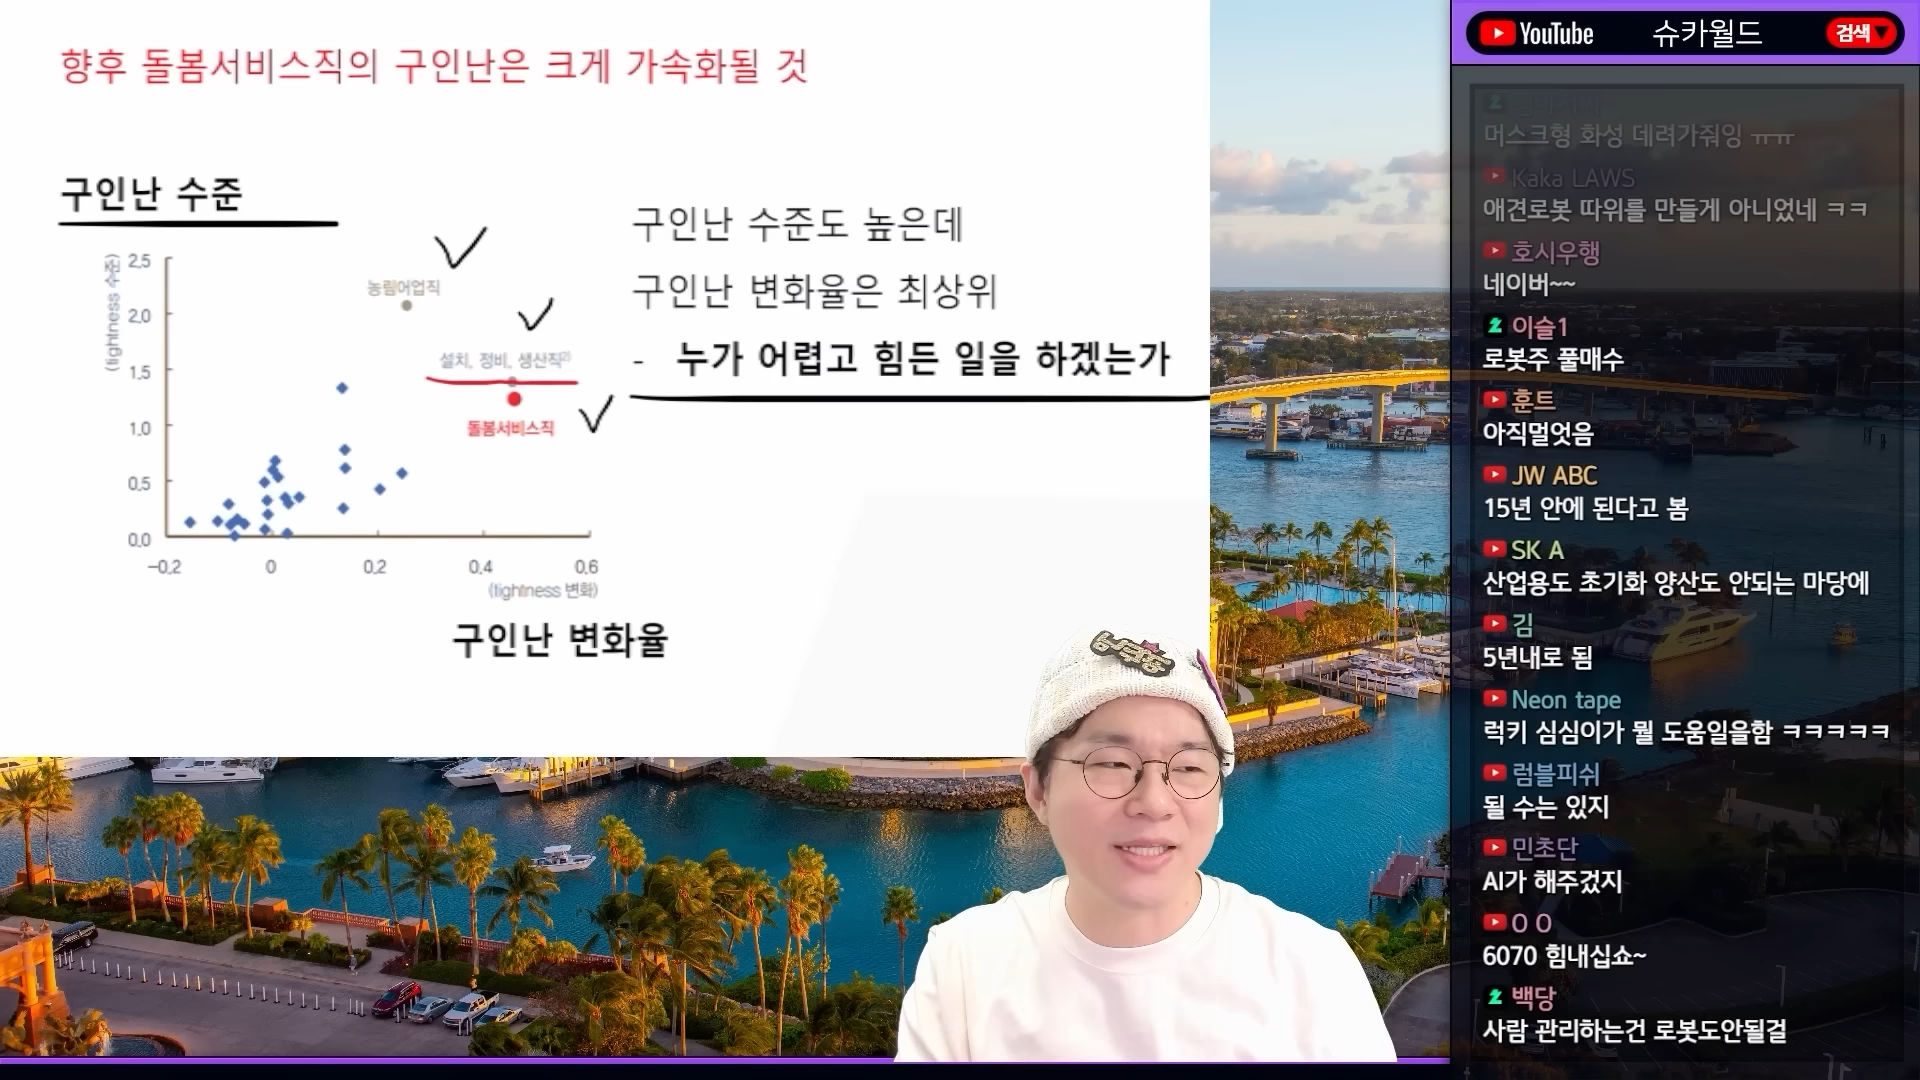 향후 돌봄서비스직의 구인난은 크게 가속화될 것
구인난 수준
(tightness 수준)
2.5
2.0
1.5
1.0
0.5
0.0
-0.2
0
0.2
0.4
0.6
(tightness 변화)
농림어업직
설치, 정비, 생산직2)
돌봄서비스직
구인난 변화율
구인난 수준도 높은데
구인난 변화율은 최상위
- 누가 어렵고 힘든 일을 하겠는가
YouTube 슈카월드 검색
머스크형 화성 데려가줘잉 ㅠㅠ
Kaka LAWS
애견로봇 따위를 만들게 아니었네 ㅋㅋ
호시우행
네이버~~
이슬1
로봇주 풀매수
훈트
아직멀엇음
JW ABC
15년 안에 된다고 봄
SK A
산업용도 초기화 양산도 안되는 마당에
김
5년내로 됨
Neon tape
럭키 심심이가 뭘 도움일을함 ㅋㅋㅋㅋㅋ
럼블피쉬
될 수는 있지
민초단
AI가 해주겄지
O O
6070 힘내십쇼~
백당
사람 관리하는건 로봇도안될걸